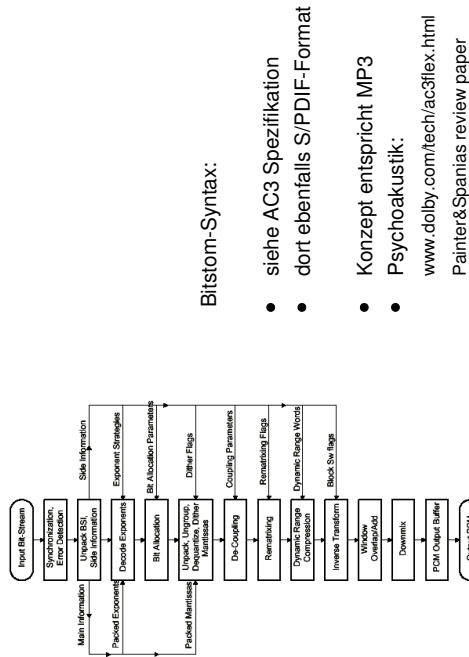 Input Bit-Stream
Synchronization,
Error Detection
Unpack BSI,
Side Information
Main Information
Side Information
Packed Exponents
Decode Exponents
Exponent Strategies
Bit Allocation
Bit Allocation Parameters
Packed Mantissas
Unpack, Ungroup,
Dequantize, Dither
Mantissas
Dither Flags
De-Coupling
Coupling Parameters
Rematrixing
Rematrixing Flags
Dynamic Range
Compression
Dynamic Range Words
Inverse Transform
Block Sw flags
Window
Overlap/Add
Downmix
PCM Output Buffer
Output PCM
Bitstom-Syntax:
• siehe AC3 Spezifikation
• dort ebenfalls S/PDIF-Format
• Konzept entspricht MP3
• Psychoakustik:
www.dolby.com/tech/ac3flex.html
Painter&Spanias review paper